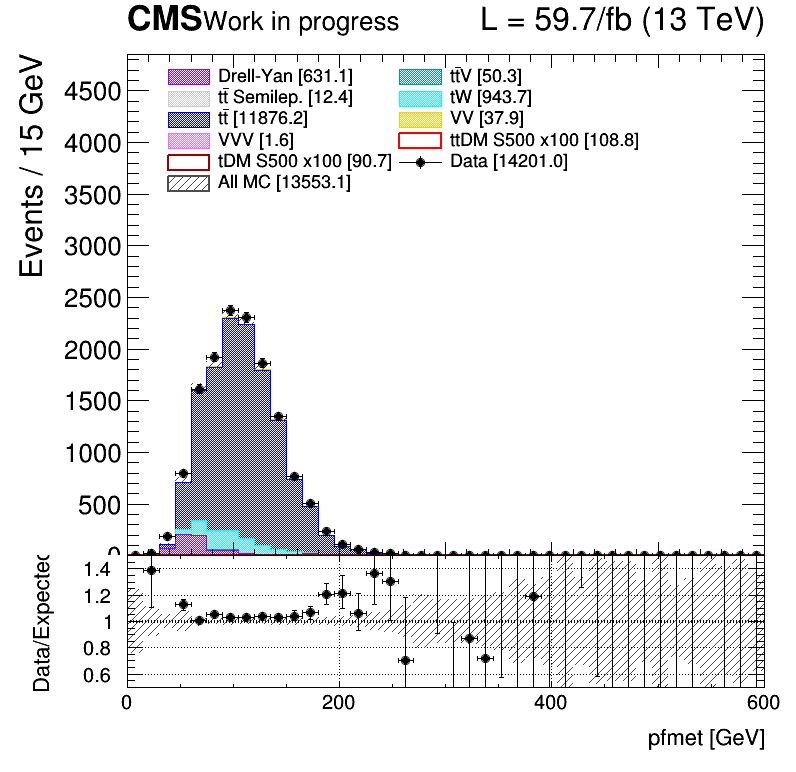 CMS Work in progress L = 59.7/fb (13 TeV)
Events / 15 GeV
Drell-Yan [631.1] tt̄V [50.3]
tt̄ Semilep. [12.4] tW [943.7]
tt̄ [11876.2] VV [37.9]
VVV [1.6] ttDM S500 x100 [108.8]
tDM S500 x100 [90.7] Data [14201.0]
All MC [13553.1]
4500
4000
3500
3000
2500
2000
1500
1000
500
0
Data/Expected
1.4
1.2
1
0.8
0.6
0 200 400 600
pfmet [GeV]